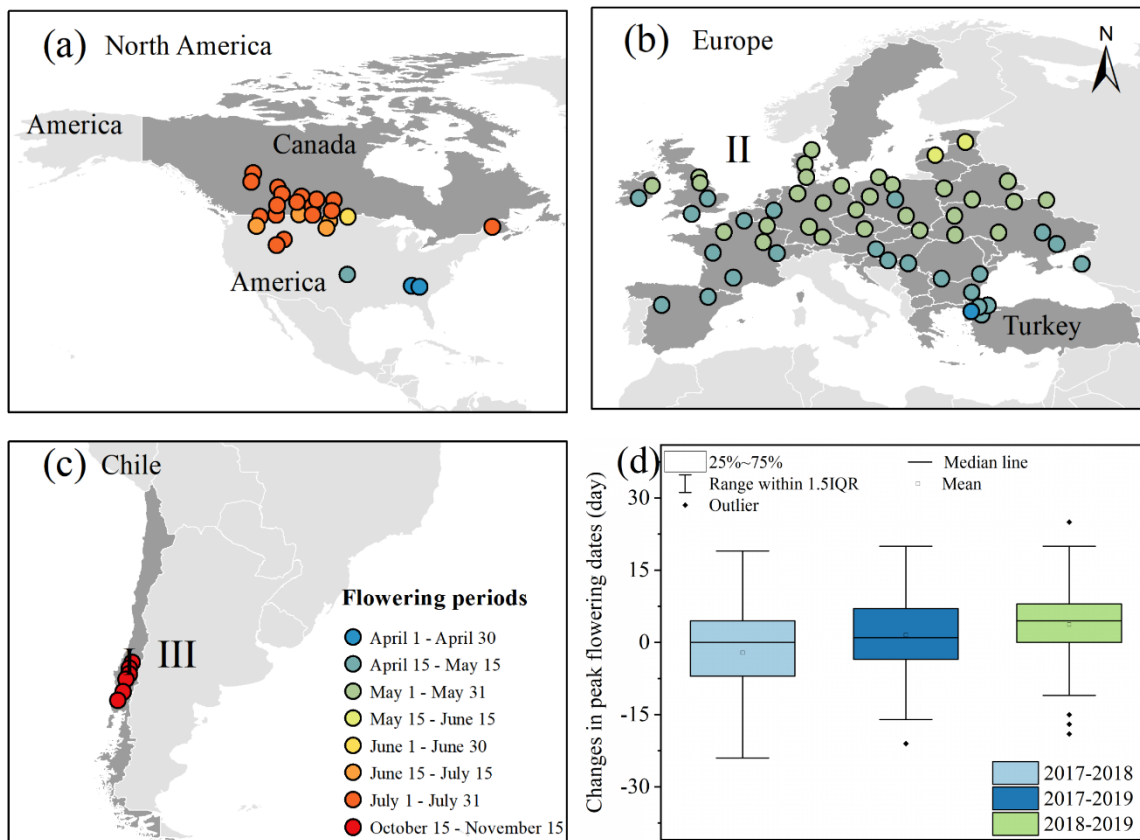 (a) North America
America
Canada
America
(b) Europe
N
II
Turkey
(c) Chile
I III
Flowering periods
April 1 - April 30
April 15 - May 15
May 1 - May 31
May 15 - June 15
June 1 - June 30
June 15 - July 15
July 1 - July 31
October 15 - November 15
(d)
25%~75%
Range within 1.5IQR
Outlier
Median line
Mean
Changes in peak flowering dates (day)
30
15
0
-15
-30
2017-2018
2017-2019
2018-2019